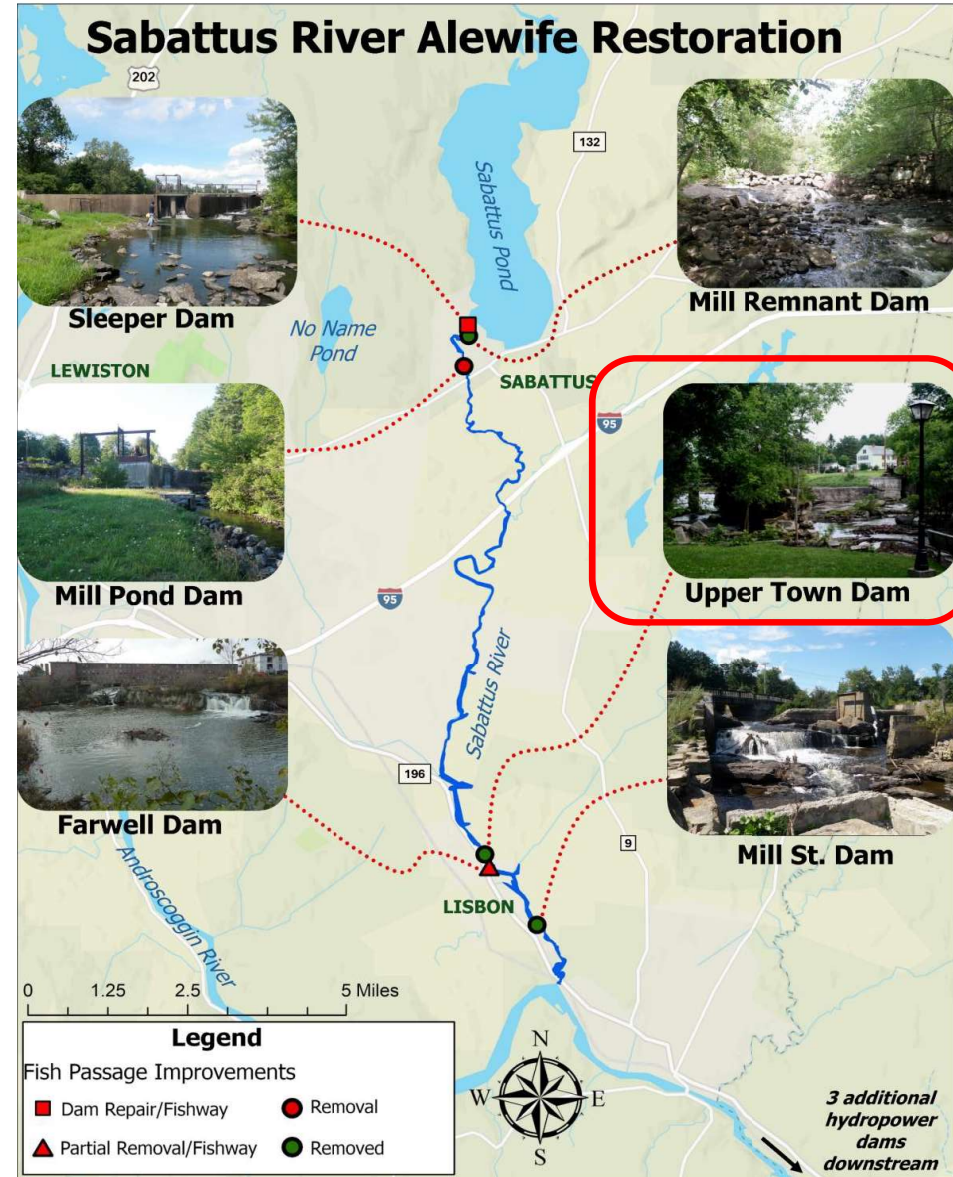 Sabattus River Alewife Restoration
202
132
Sabattus Pond
Sleeper Dam
Mill Remnant Dam
No Name
Pond
LEWISTON
SABATTUS
95
Mill Pond Dam
95
Upper Town Dam
Sabattus River
196
Farwell Dam
9
Mill St. Dam
Androscoggin River
LISBON
0 1.25 2.5 5 Miles
Legend
Fish Passage Improvements
Dam Repair/Fishway
Removal
Partial Removal/Fishway
Removed
N
W E
S
3 additional
hydropower
dams
downstream